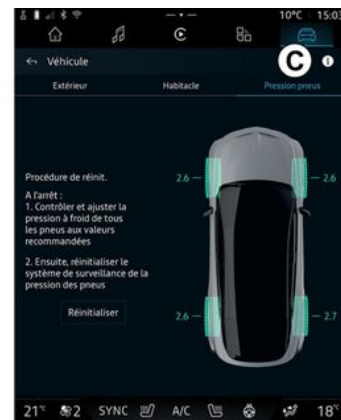 10°C 15:03
C
Véhicule
Extérieur Habitacle Pression pneus
Procédure de réinit.
2.6 2.6
A l'arrêt :
1. Contrôler et ajuster la
pression à froid de tous
les pneus aux valeurs
recommandées
2. Ensuite, réinitialiser le
système de surveillance de la
pression des pneus
Réinitialiser
2.6 2.7
21° 2 SYNC A/C 18°